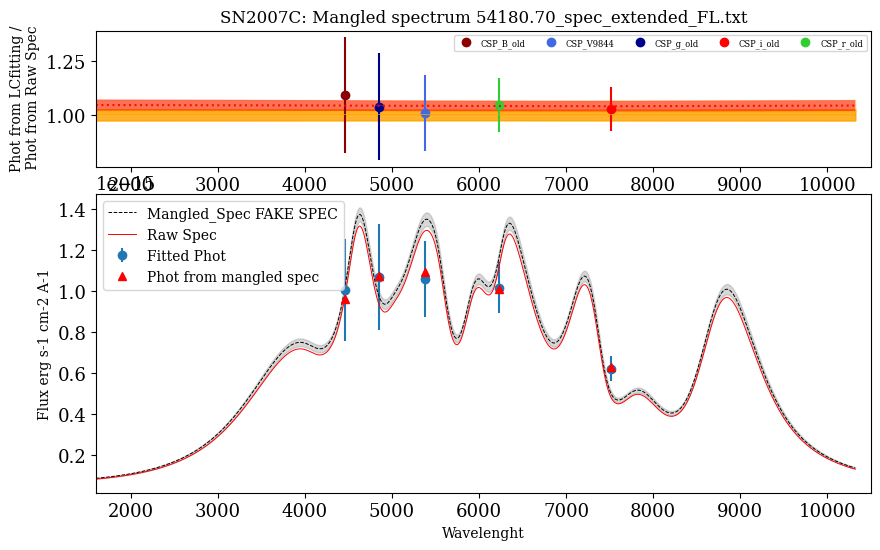 SN2007C: Mangled spectrum 54180.70_spec_extended_FL.txt
Phot from LCfitting /
Phot from Raw Spec
1.25
1.00
CSP_B_old
CSP_V9844
CSP_g_old
CSP_i_old
CSP_r_old
2000 3000 4000 5000 6000 7000 8000 9000 10000
1e−15
Flux erg s-1 cm-2 A-1
1.4
1.2
1.0
0.8
0.6
0.4
0.2
Mangled_Spec FAKE SPEC
Raw Spec
Fitted Phot
Phot from mangled spec
2000 3000 4000 5000 6000 7000 8000 9000 10000
Wavelenght